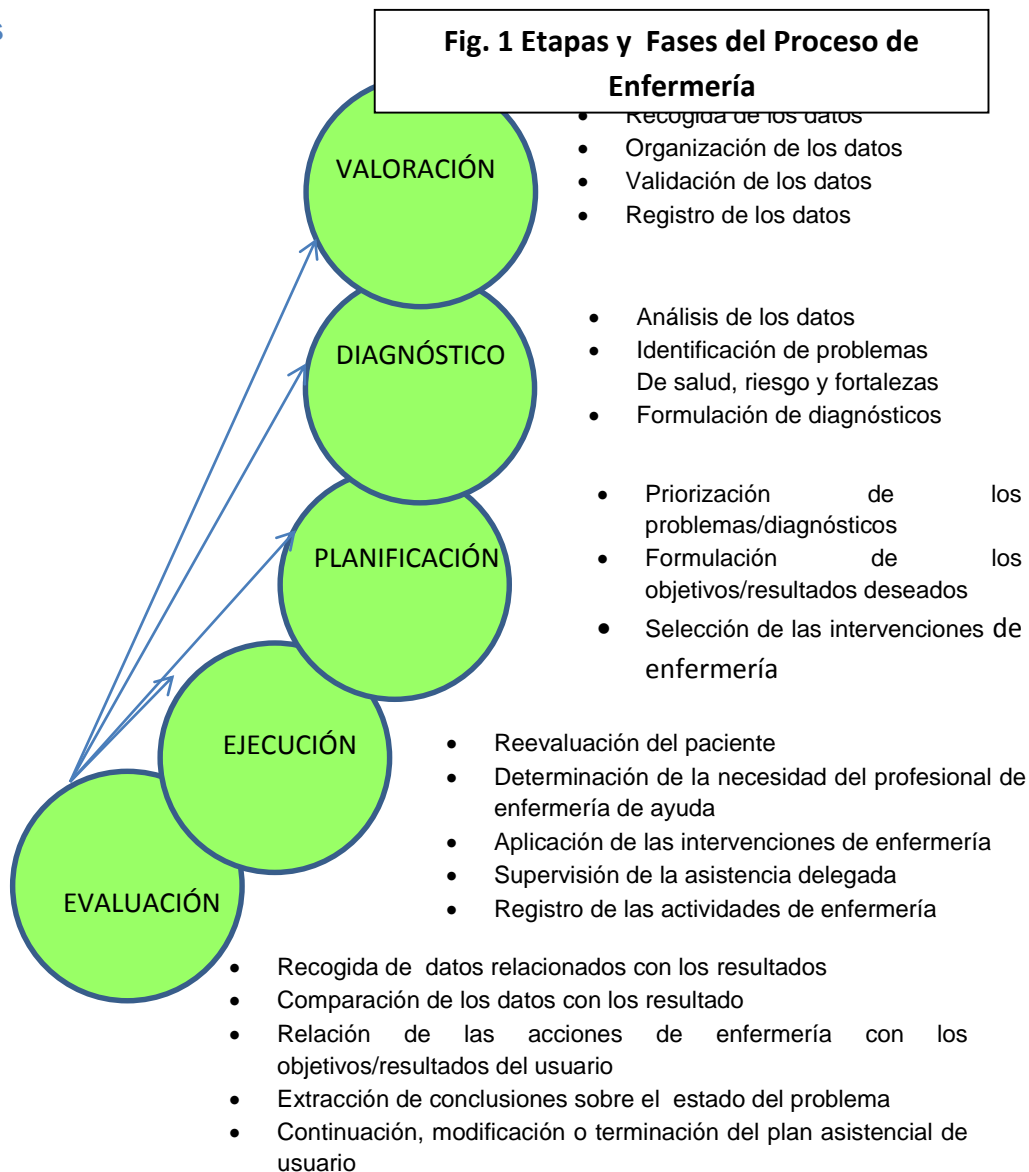 s
Fig. 1 Etapas y Fases del Proceso de
Enfermería
• Recogida de los datos
VALORACIÓN
• Organización de los datos
• Validación de los datos
• Registro de los datos
DIAGNÓSTICO
• Análisis de los datos
• Identificación de problemas
De salud, riesgo y fortalezas
• Formulación de diagnósticos
PLANIFICACIÓN
• Priorización de los
problemas/diagnósticos
• Formulación de los
objetivos/resultados deseados
• Selección de las intervenciones de
enfermería
EJECUCIÓN
• Reevaluación del paciente
• Determinación de la necesidad del profesional de
enfermería de ayuda
• Aplicación de las intervenciones de enfermería
• Supervisión de la asistencia delegada
• Registro de las actividades de enfermería
EVALUACIÓN
• Recogida de datos relacionados con los resultados
• Comparación de los datos con los resultado
• Relación de las acciones de enfermería con los
objetivos/resultados del usuario
• Extracción de conclusiones sobre el estado del problema
• Continuación, modificación o terminación del plan asistencial de
usuario